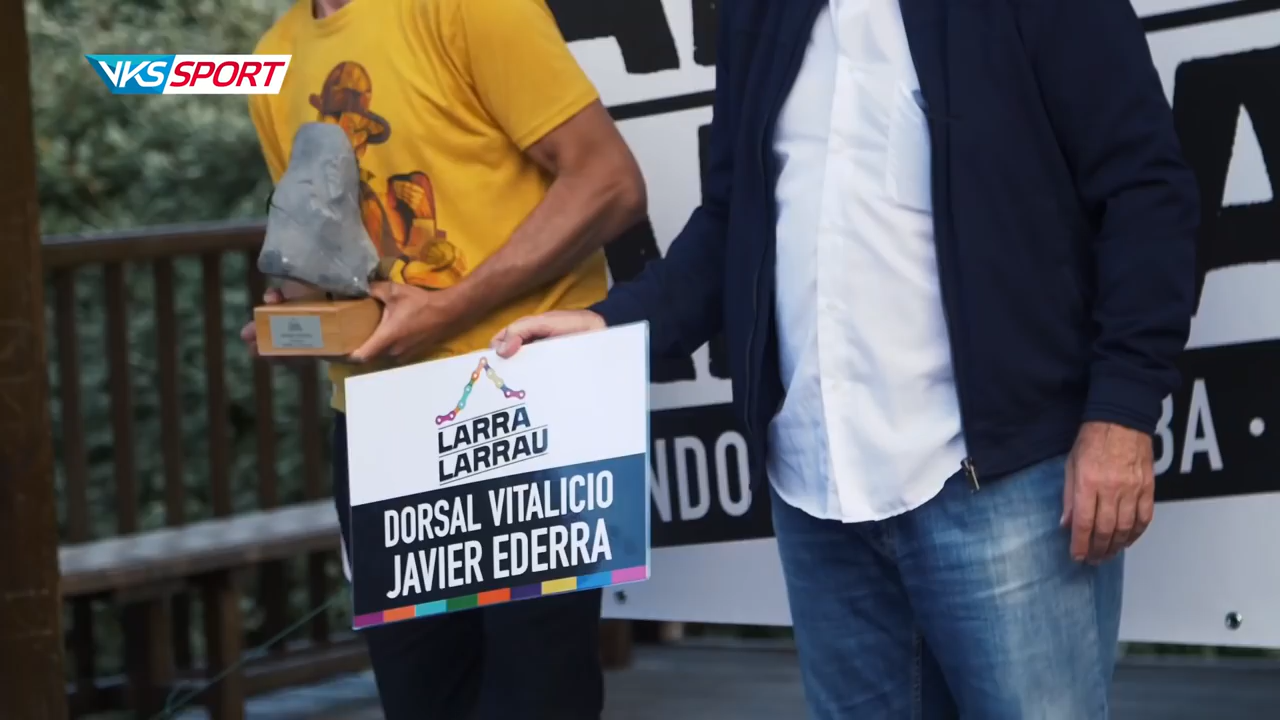 VKS SPORT
LARRA
LARRAU
DORSAL VITALICIO
JAVIER EDERRA
NDO
BA •